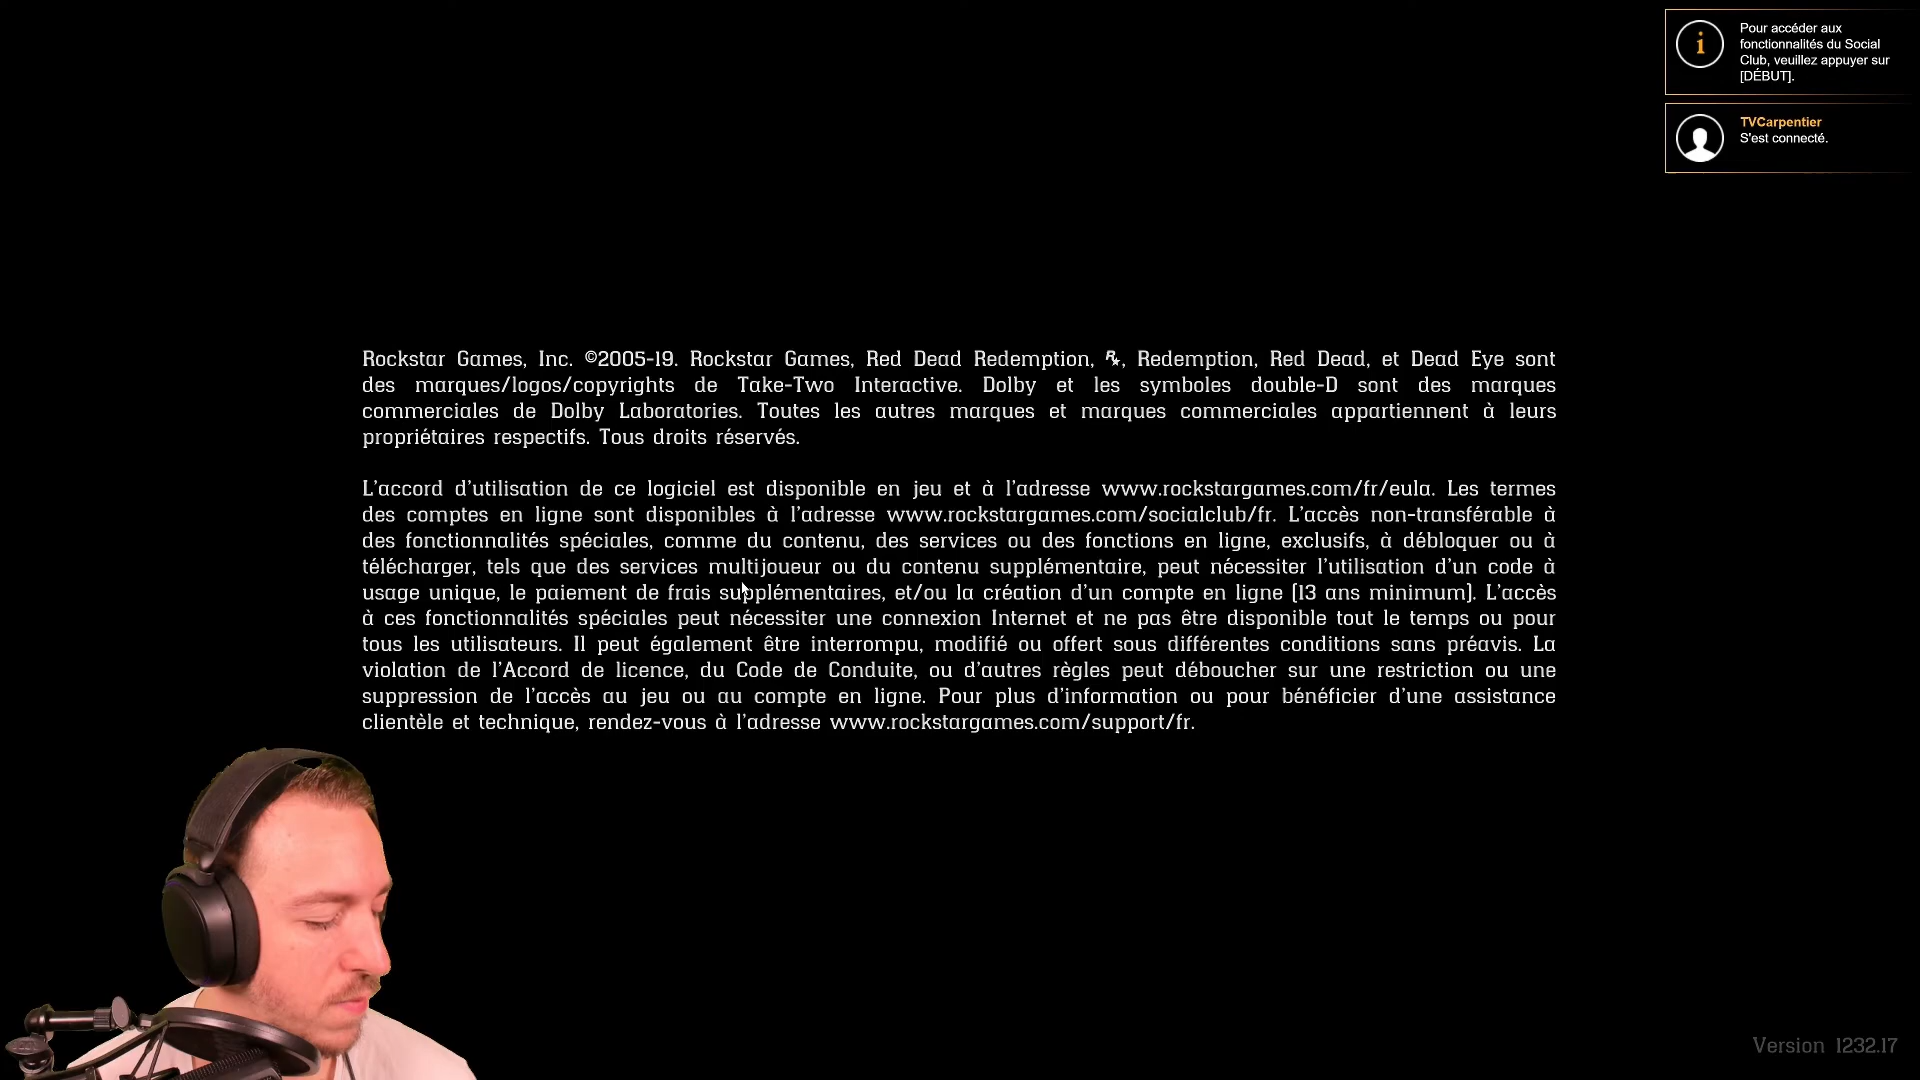 Pour accéder aux
fonctionnalités du Social
Club, veuillez appuyer sur
[DÉBUT].
TVCarpentier
S'est connecté.
Rockstar Games, Inc. ©2005-19. Rockstar Games, Red Dead Redemption, R★, Redemption, Red Dead, et Dead Eye sont
des marques/logos/copyrights de Take-Two Interactive. Dolby et les symboles double-D sont des marques
commerciales de Dolby Laboratories. Toutes les autres marques et marques commerciales appartiennent à leurs
propriétaires respectifs. Tous droits réservés.
L'accord d'utilisation de ce logiciel est disponible en jeu et à l'adresse www.rockstargames.com/fr/eula. Les termes
des comptes en ligne sont disponibles à l'adresse www.rockstargames.com/socialclub/fr. L'accès non-transférable à
des fonctionnalités spéciales, comme du contenu, des services ou des fonctions en ligne, exclusifs, à débloquer ou à
télécharger, tels que des services multijoueur ou du contenu supplémentaire, peut nécessiter l'utilisation d'un code à
usage unique, le paiement de frais supplémentaires, et/ou la création d'un compte en ligne (13 ans minimum). L'accès
à ces fonctionnalités spéciales peut nécessiter une connexion Internet et ne pas être disponible tout le temps ou pour
tous les utilisateurs. Il peut également être interrompu, modifié ou offert sous différentes conditions sans préavis. La
violation de l'Accord de licence, du Code de Conduite, ou d'autres règles peut déboucher sur une restriction ou une
suppression de l'accès au jeu ou au compte en ligne. Pour plus d'information ou pour bénéficier d'une assistance
clientèle et technique, rendez-vous à l'adresse www.rockstargames.com/support/fr.
Version 1232.17